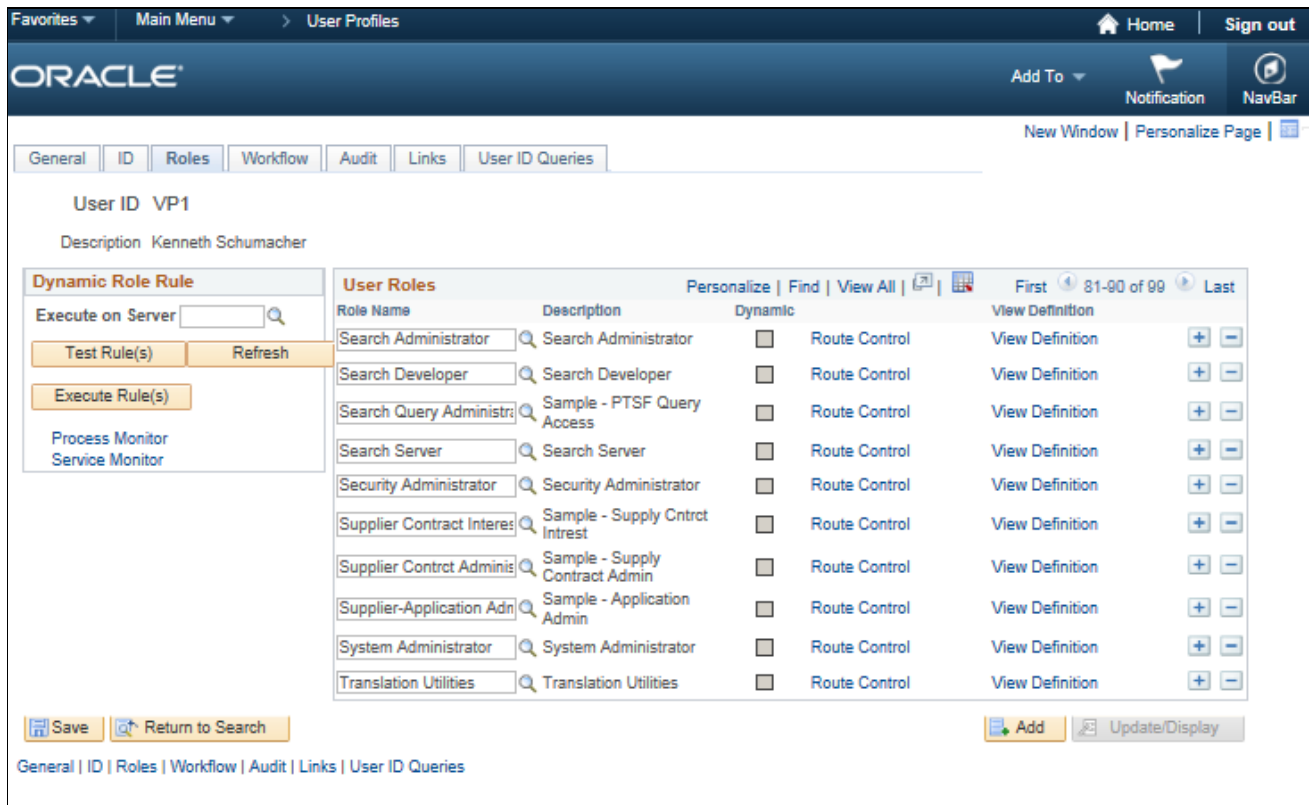 Favorites Main Menu > User Profiles Home Sign out
ORACLE Add To Notification NavBar
New Window | Personalize Page |
General ID Roles Workflow Audit Links User ID Queries
User ID VP1
Description Kenneth Schumacher
Dynamic Role Rule
Execute on Server
Test Rule(s) Refresh
Execute Rule(s)
Process Monitor
Service Monitor
User Roles Personalize | Find | View All | | First 81-90 of 99 Last
Role Name Description Dynamic View Definition
Search Administrator Search Administrator Route Control View Definition + −
Search Developer Search Developer Route Control View Definition + −
Search Query Administra Sample - PTSF Query Access Route Control View Definition + −
Search Server Search Server Route Control View Definition + −
Security Administrator Security Administrator Route Control View Definition + −
Supplier Contract Interes Sample - Supply Cntrct Intrest Route Control View Definition + −
Supplier Contrct Adminis Sample - Supply Contract Admin Route Control View Definition + −
Supplier-Application Adm Sample - Application Admin Route Control View Definition + −
System Administrator System Administrator Route Control View Definition + −
Translation Utilities Translation Utilities Route Control View Definition + −
Save Return to Search Add Update/Display
General | ID | Roles | Workflow | Audit | Links | User ID Queries